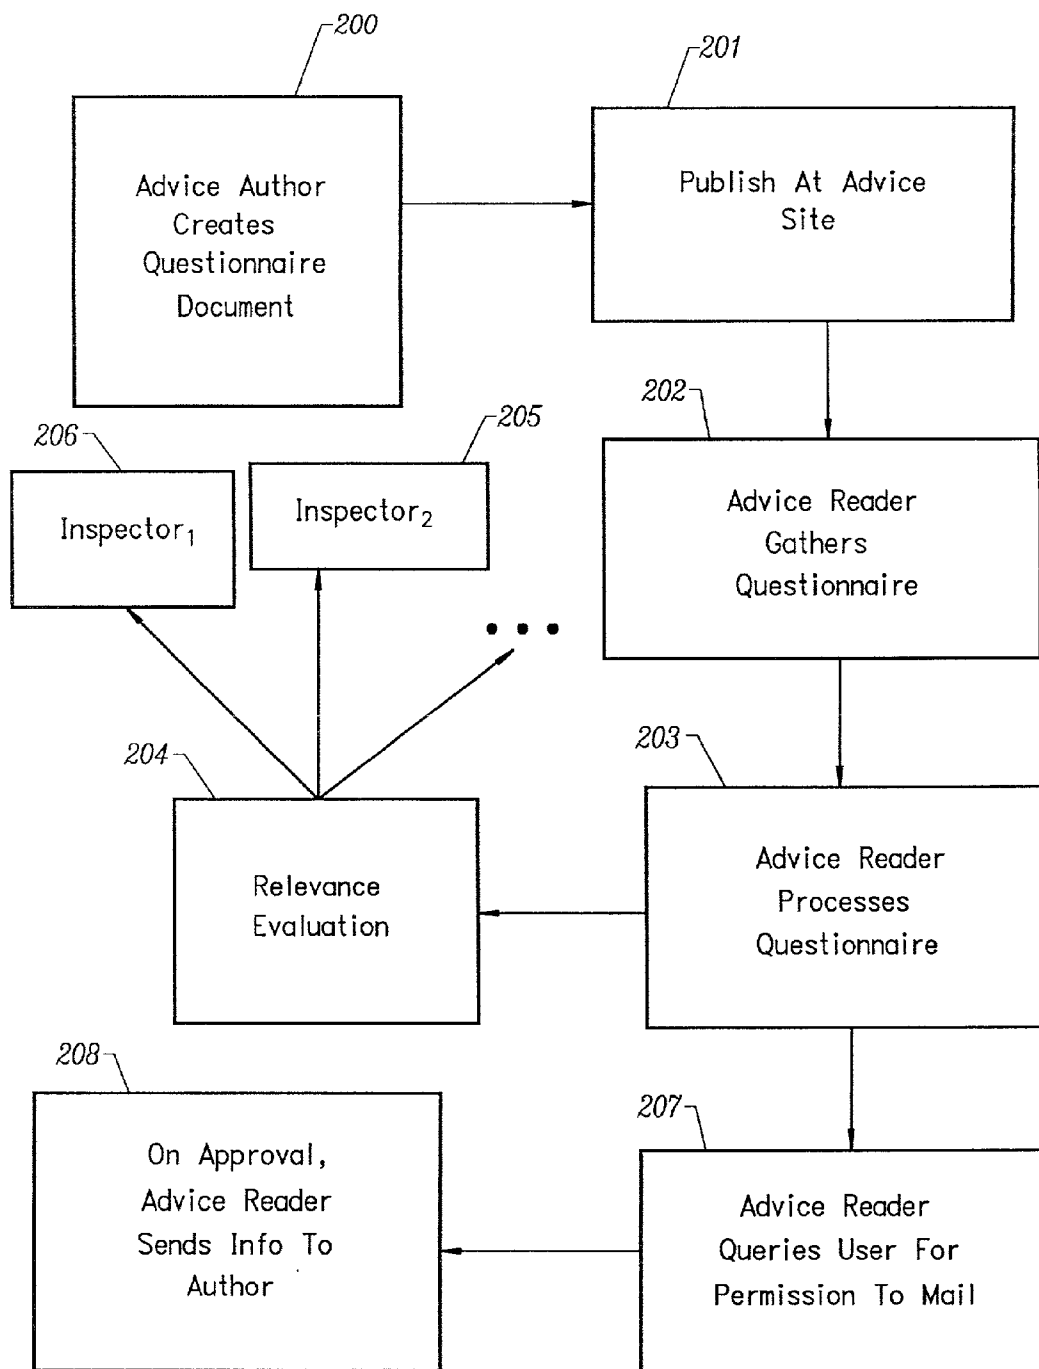 200
Advice Author
Creates
Questionnaire
Document
201
Publish At Advice
Site
202
Advice Reader
Gathers
Questionnaire
206
Inspector₁
205
Inspector₂
• • •
203
Advice Reader
Processes
Questionnaire
204
Relevance
Evaluation
207
Advice Reader
Queries User For
Permission To Mail
208
On Approval,
Advice Reader
Sends Info To
Author